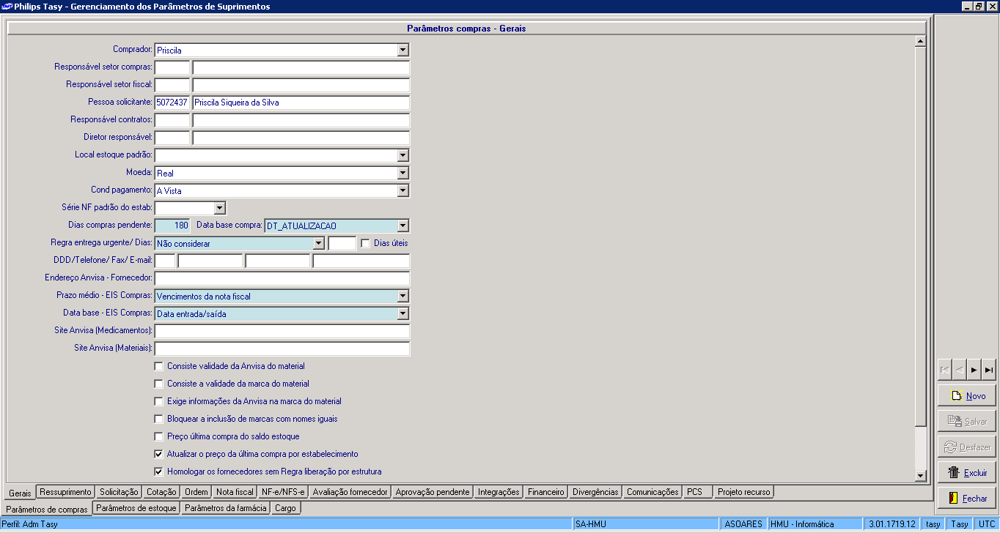 Philips Tasy - Gerenciamento dos Parâmetros de Suprimentos
Parâmetros compras - Gerais
Comprador: Priscila
Responsável setor compras:
Responsável setor fiscal:
Pessoa solicitante: 5072437 Priscila Siqueira da Silva
Responsável contratos:
Diretor responsável:
Local estoque padrão:
Moeda: Real
Cond pagamento: A Vista
Série NF padrão do estab:
Dias compras pendente: 180 Data base compra: DT_ATUALIZACAO
Regra entrega urgente/ Dias: Não considerar Dias úteis
DDD/Telefone/ Fax/ E-mail:
Endereço Anvisa - Fornecedor:
Prazo médio - EIS Compras: Vencimentos da nota fiscal
Data base - EIS Compras: Data entrada/saída
Site Anvisa (Medicamentos):
Site Anvisa (Materiais):
Consiste validade da Anvisa do material
Consiste a validade da marca do material
Exige informações da Anvisa na marca do material
Bloquear a inclusão de marcas com nomes iguais
Preço última compra do saldo estoque
Atualizar o preço da última compra por estabelecimento
Homologar os fornecedores sem Regra liberação por estrutura
Novo
Salvar
Desfazer
Excluir
Fechar
Gerais Ressuprimento Solicitação Cotação Ordem Nota fiscal NF-e/NFS-e Avaliação fornecedor Aprovação pendente Integrações Financeiro Divergências Comunicações PCS Projeto recurso
Parâmetros de compras Parâmetros de estoque Parâmetros da farmácia Cargo
Perfil: Adm Tasy SA-HMU ASOARES HMU - Informática 3.01.1719.12 tasy Tasy UTC